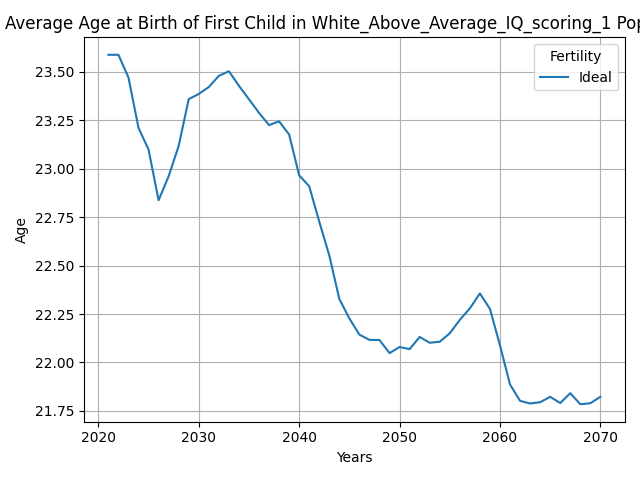 Average Age at Birth of First Child in White_Above_Average_IQ_scoring_1 Pop
Fertility
Ideal
23.50
23.25
23.00
22.75
22.50
22.25
22.00
21.75
Age
2020 2030 2040 2050 2060 2070
Years